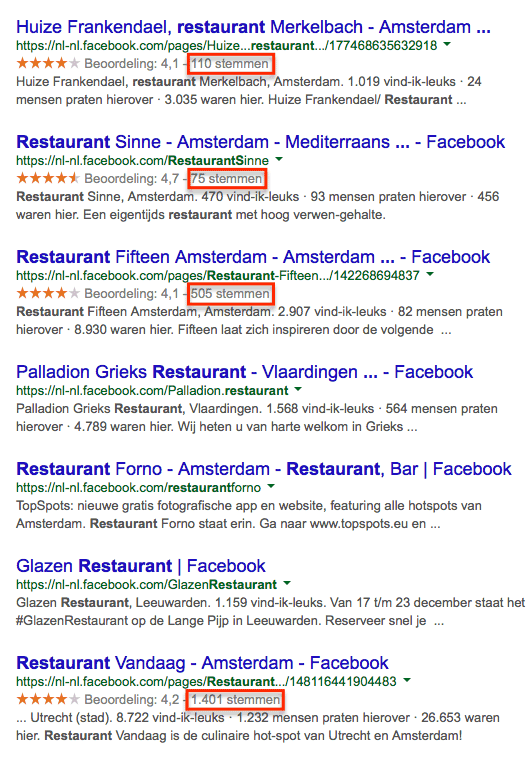 Huize Frankendael, restaurant Merkelbach - Amsterdam ...
https://nl-nl.facebook.com/pages/Huize...restaurant.../177468635632918
Beoordeling: 4,1 - 110 stemmen
Huize Frankendael, restaurant Merkelbach, Amsterdam. 1.019 vind-ik-leuks · 24
mensen praten hierover · 3.035 waren hier. Huize Frankendael/ Restaurant ...
Restaurant Sinne - Amsterdam - Mediterraans ... - Facebook
https://nl-nl.facebook.com/RestaurantSinne
Beoordeling: 4,7 - 75 stemmen
Restaurant Sinne, Amsterdam. 470 vind-ik-leuks · 93 mensen praten hierover · 456
waren hier. Een eigentijds restaurant met hoog verwen-gehalte.
Restaurant Fifteen Amsterdam - Amsterdam ... - Facebook
https://nl-nl.facebook.com/pages/Restaurant-Fifteen.../142268694837
Beoordeling: 4,1 - 505 stemmen
Restaurant Fifteen Amsterdam, Amsterdam. 2.907 vind-ik-leuks · 82 mensen praten
hierover · 8.930 waren hier. Fifteen laat zich inspireren door de volgende ...
Palladion Grieks Restaurant - Vlaardingen ... - Facebook
https://nl-nl.facebook.com/Palladion.restaurant
Palladion Grieks Restaurant, Vlaardingen. 1.568 vind-ik-leuks · 564 mensen praten
hierover · 4.789 waren hier. Wij heten u van harte welkom in Grieks ...
Restaurant Forno - Amsterdam - Restaurant, Bar | Facebook
https://nl-nl.facebook.com/restaurantforno
TopSpots: nieuwe gratis fotografische app en website, featuring alle hotspots van
Amsterdam. Restaurant Forno staat erin. Ga naar www.topspots.eu en ...
Glazen Restaurant | Facebook
https://nl-nl.facebook.com/GlazenRestaurant
Glazen Restaurant, Leeuwarden. 1.159 vind-ik-leuks. Van 17 t/m 23 december staat het
#GlazenRestaurant op de Lange Pijp in Leeuwarden. Reserveer snel je ...
Restaurant Vandaag - Amsterdam - Facebook
https://nl-nl.facebook.com/pages/Restaurant.../148116441904483
Beoordeling: 4,2 - 1.401 stemmen
... Utrecht (stad). 8.722 vind-ik-leuks · 1.232 mensen praten hierover · 26.653 waren
hier. Restaurant Vandaag is de culinaire hot-spot van Utrecht en Amsterdam!